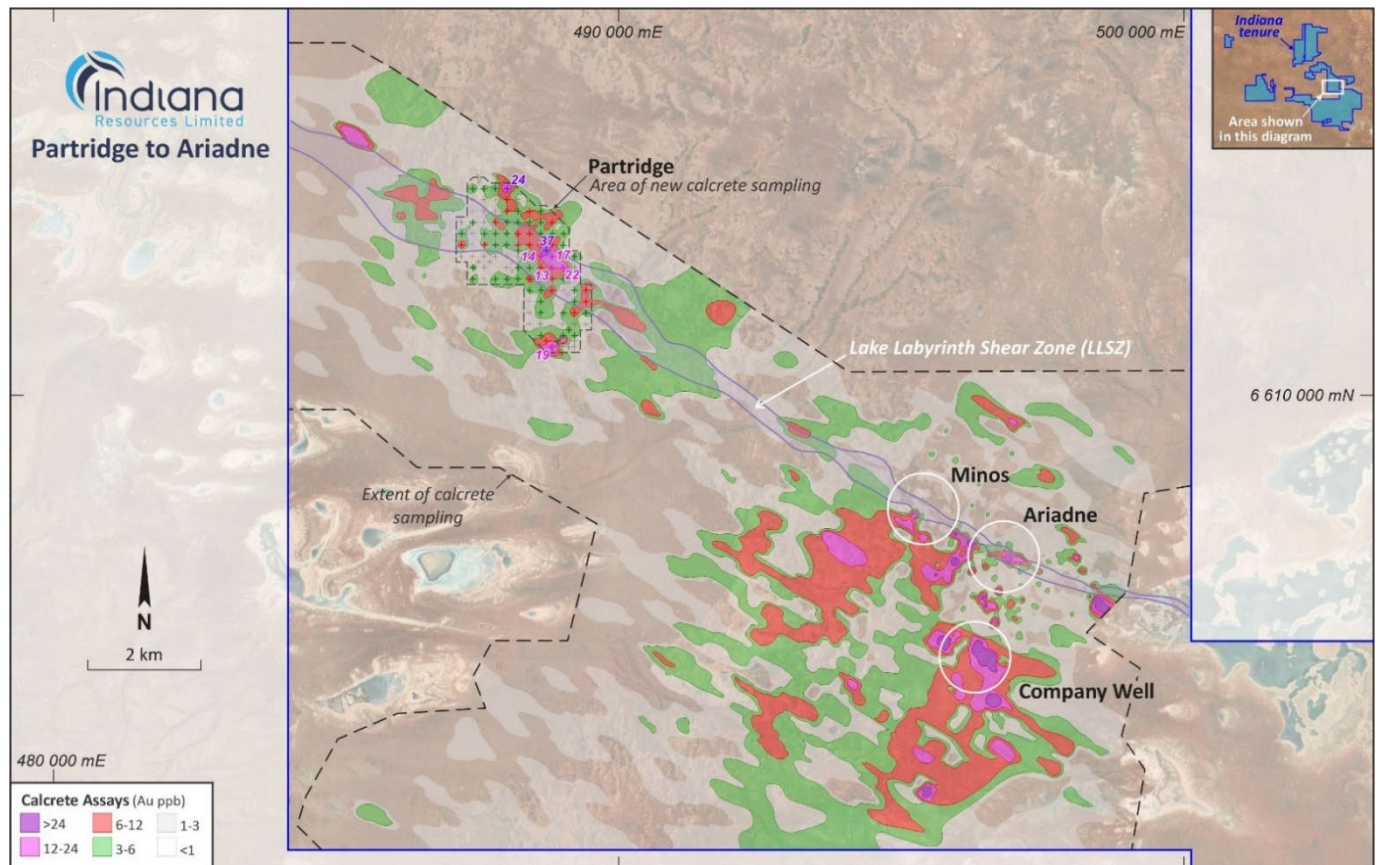 490 000 mE
500 000 mE
Indiana
tenure
Area shown
in this diagram
Indiana
Resources Limited
Partridge to Ariadne
Partridge
Area of new calcrete sampling
24
37
14
17
13
22
19
Lake Labyrinth Shear Zone (LLSZ)
6 610 000 mN
Minos
Extent of calcrete
sampling
Ariadne
N
2 km
Company Well
480 000 mE
Calcrete Assays (Au ppb)
>24
6-12
1-3
12-24
3-6
<1